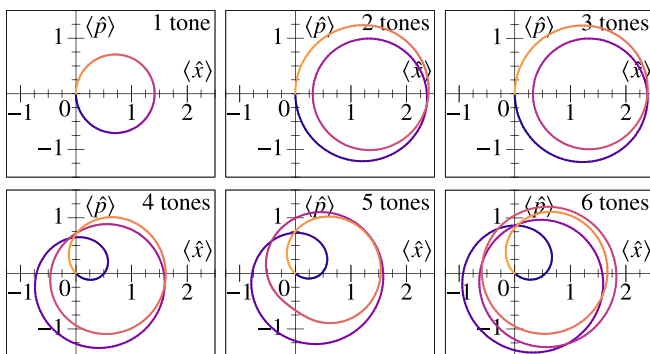 ⟨p̂⟩ 1 tone
1
⟨x̂⟩
0
−1 1 2
−1
⟨p̂⟩ 2 tones
1
⟨x̂⟩
0
−1 1 2
−1
⟨p̂⟩ 3 tones
1
⟨x̂⟩
0
−1 1 2
−1
⟨p̂⟩ 4 tones
1
⟨x̂⟩
0
−1 1 2
−1
⟨p̂⟩ 5 tones
1
⟨x̂⟩
0
−1 1 2
−1
⟨p̂⟩ 6 tones
1
⟨x̂⟩
0
−1 1 2
−1